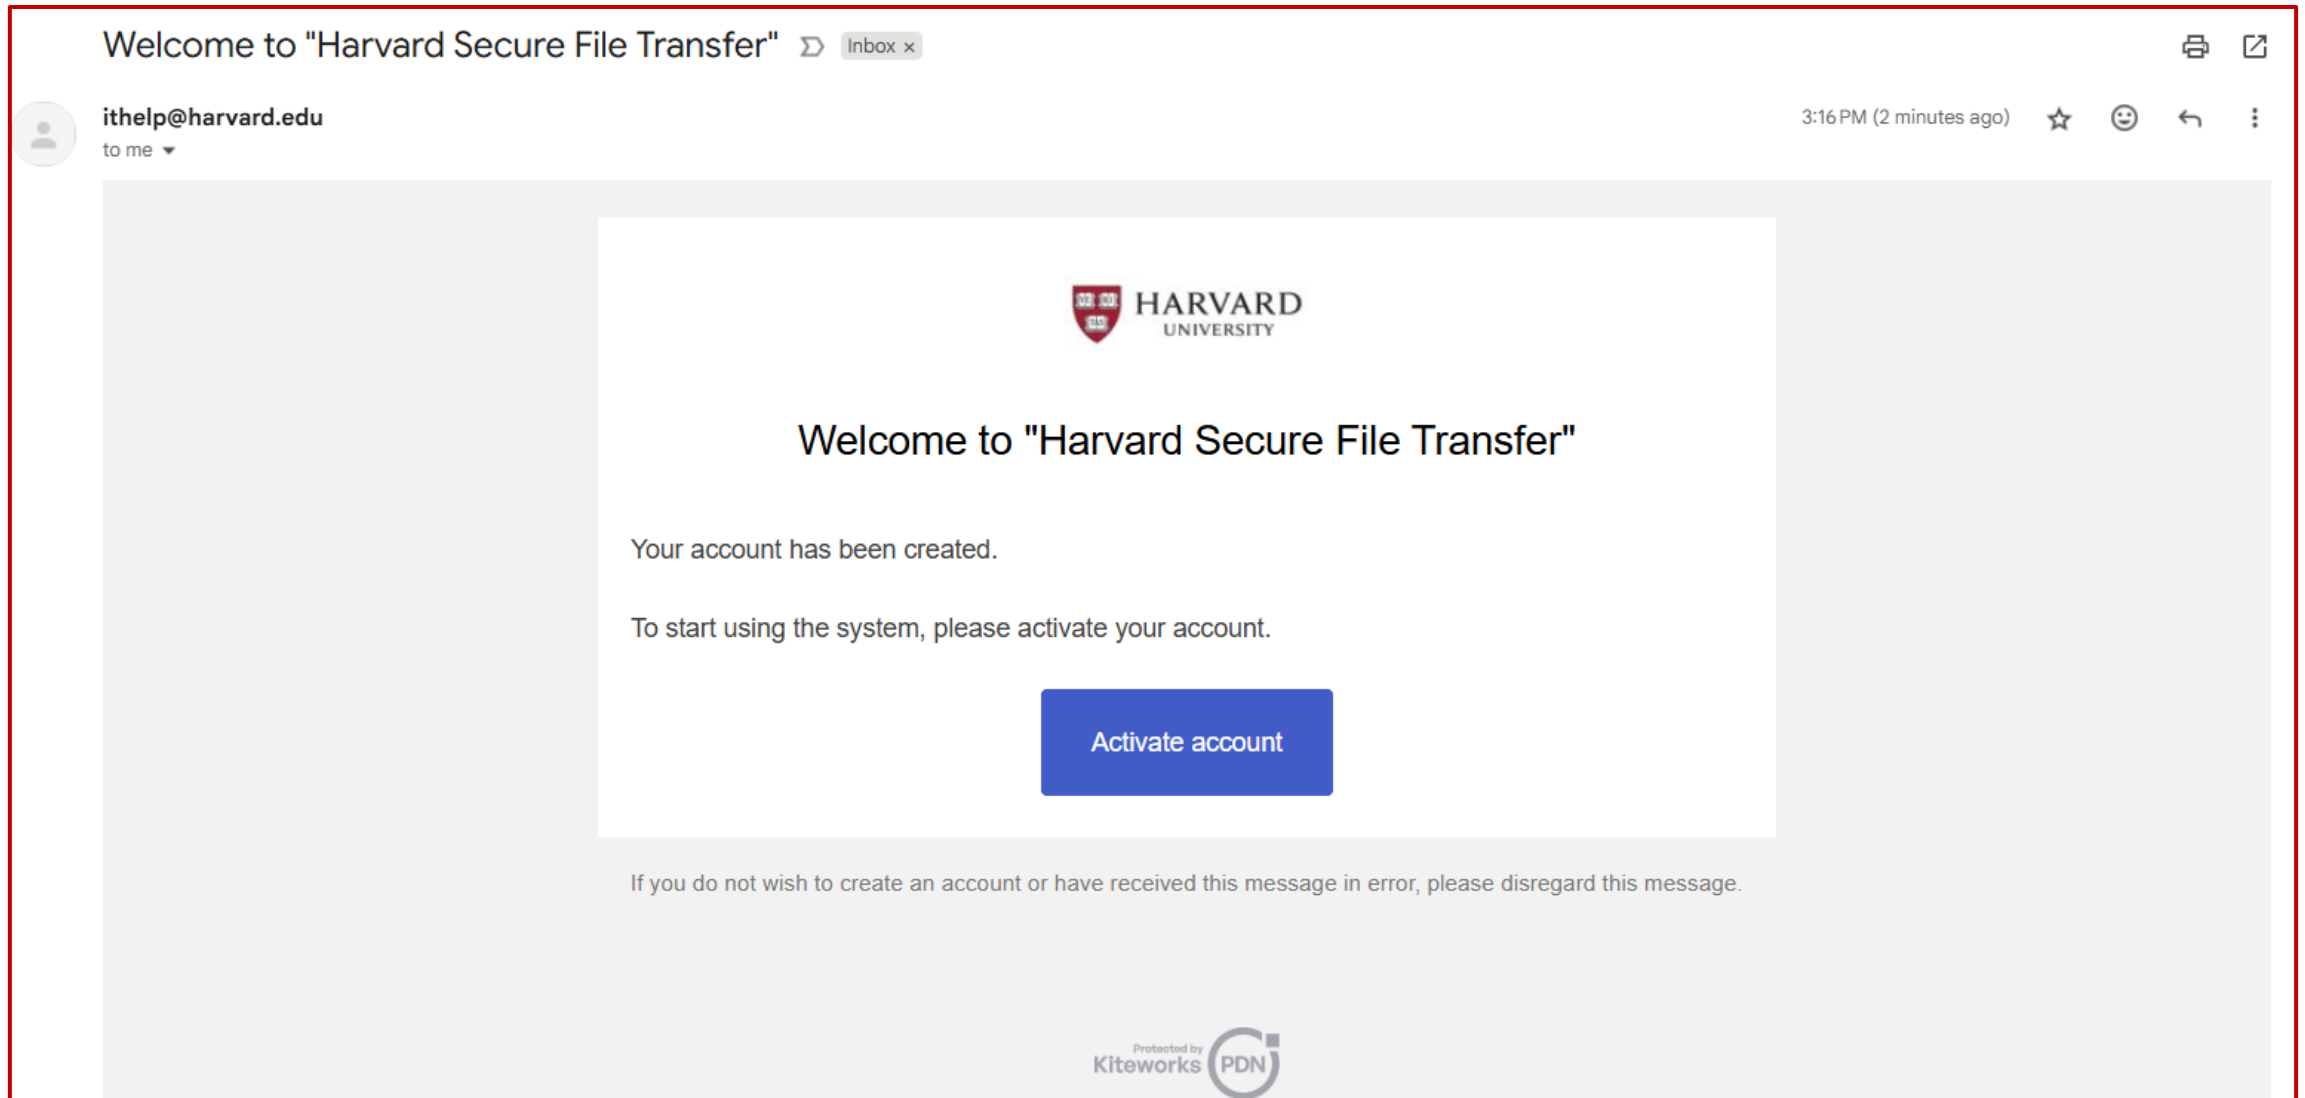 Welcome to "Harvard Secure File Transfer" Inbox ×
ithelp@harvard.edu
3:16 PM (2 minutes ago)
to me
HARVARD
UNIVERSITY
Welcome to "Harvard Secure File Transfer"
Your account has been created.
To start using the system, please activate your account.
Activate account
If you do not wish to create an account or have received this message in error, please disregard this message.
Protected by
Kiteworks PDN